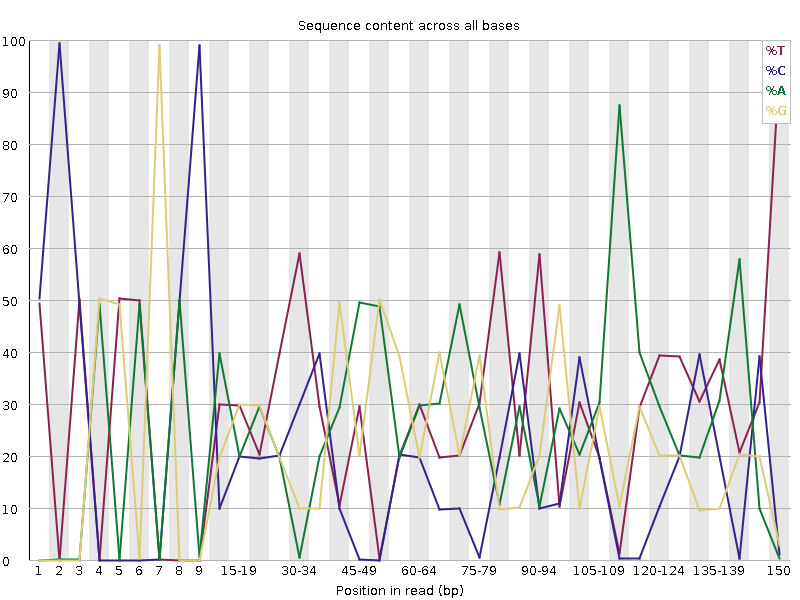 Sequence content across all bases
100
90
80
70
60
50
40
30
20
10
0
%T
%C
%A
%G
1 2 3 4 5 6 7 8 9 15-19 30-34 45-49 60-64 75-79 90-94 105-109 120-124 135-139 150
Position in read (bp)